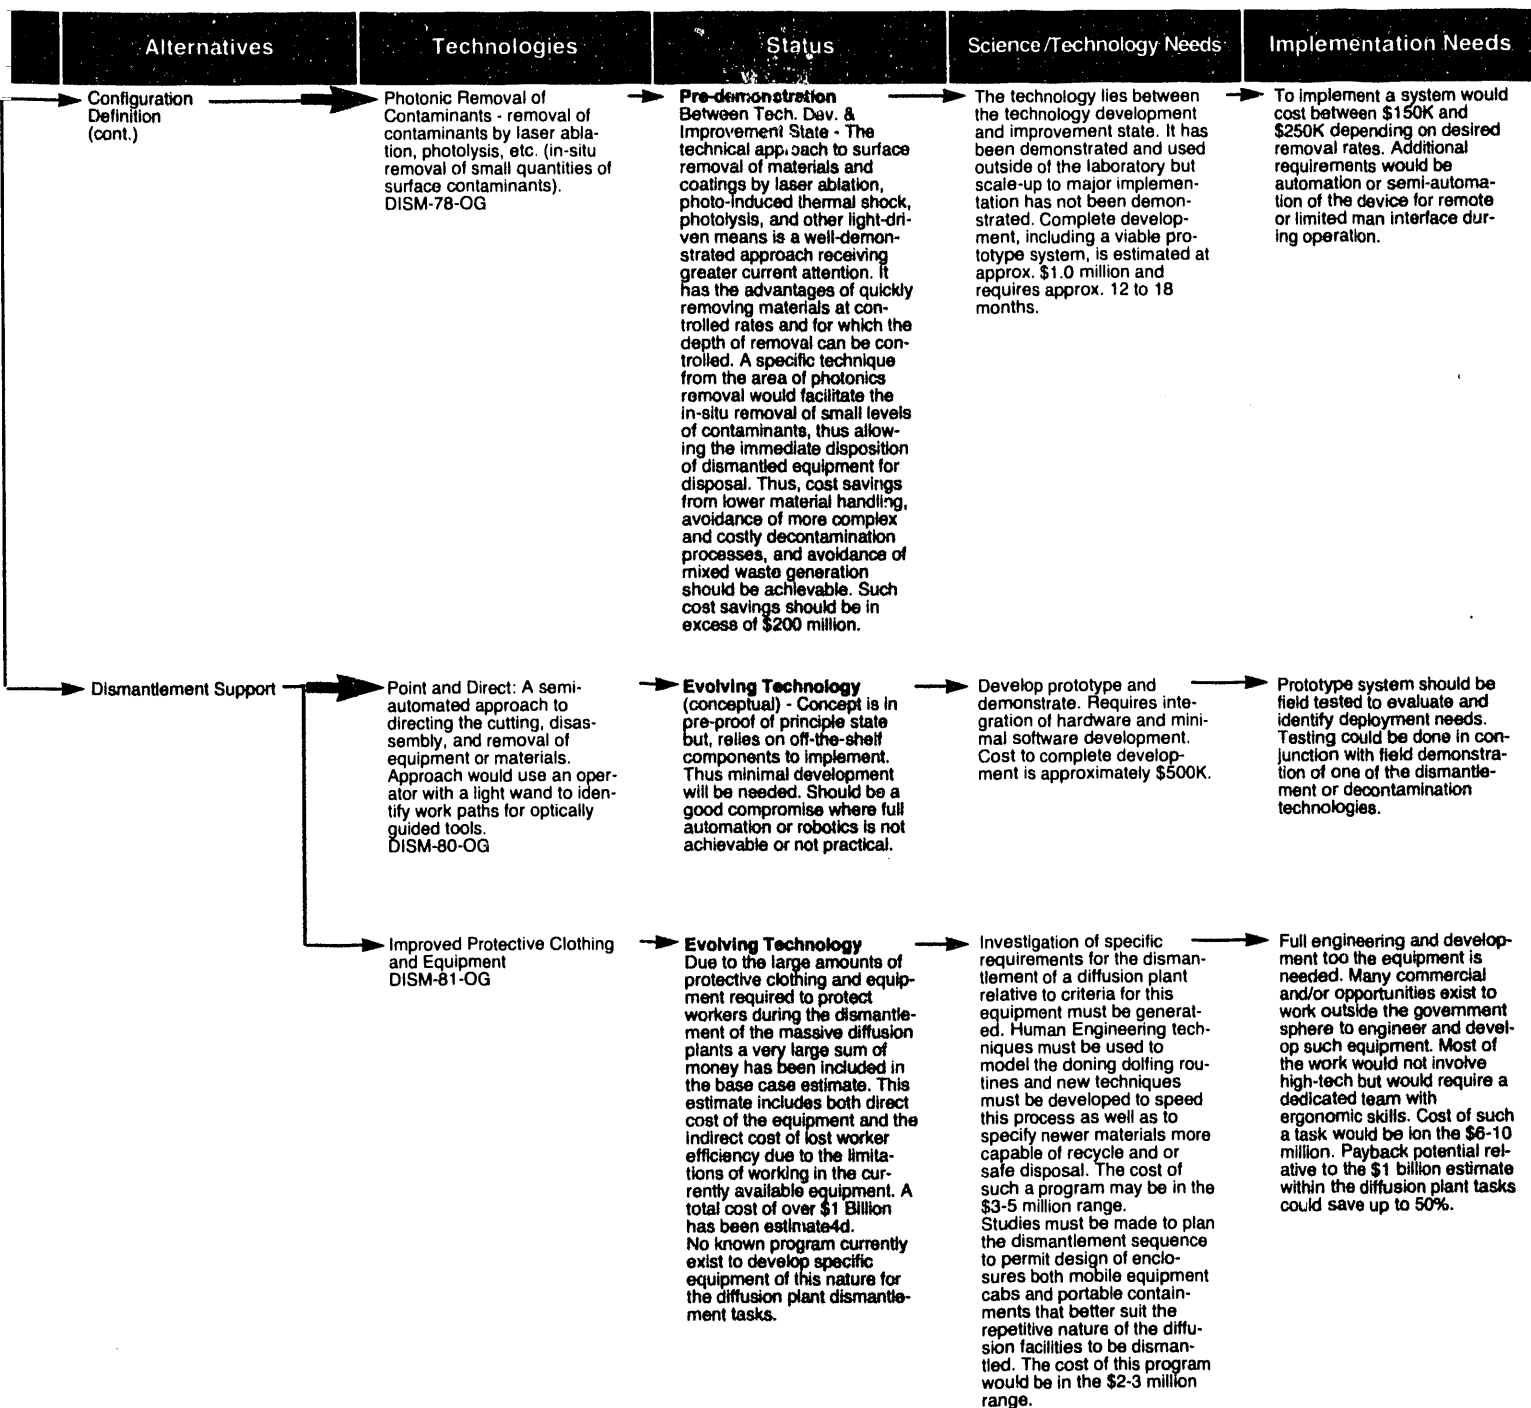 Alternatives
Technologies
Status
Science/Technology Needs
Implementation Needs
Configuration
Definition
(cont.)
Photonic Removal of
Contaminants - removal of
contaminants by laser abla-
tion, photolysis, etc. (in-situ
removal of small quantities of
surface contaminants).
DISM-78-OG
Pre-demonstration
Between Tech. Dev. &
Improvement State - The
technical approach to surface
removal of materials and
coatings by laser ablation,
photo-induced thermal shock,
photolysis, and other light-dri-
ven means is a well-demon-
strated approach receiving
greater current attention. It
has the advantages of quickly
removing materials at con-
trolled rates and for which the
depth of removal can be con-
trolled. A specific technique
from the area of photonics
removal would facilitate the
in-situ removal of small levels
of contaminants, thus allow-
ing the immediate disposition
of dismantled equipment for
disposal. Thus, cost savings
from lower material handling,
avoidance of more complex
and costly decontamination
processes, and avoidance of
mixed waste generation
should be achievable. Such
cost savings should be in
excess of $200 million.
The technology lies between
the technology development
and improvement state. It has
been demonstrated and used
outside of the laboratory but
scale-up to major implemen-
tation has not been demon-
strated. Complete develop-
ment, including a viable pro-
totype system, is estimated at
approx. $1.0 million and
requires approx. 12 to 18
months.
To implement a system would
cost between $150K and
$250K depending on desired
removal rates. Additional
requirements would be
automation or semi-automa-
tion of the device for remote
or limited man interface dur-
ing operation.
Dismantlement Support
Point and Direct: A semi-
automated approach to
directing the cutting, disas-
sembly, and removal of
equipment or materials.
Approach would use an oper-
ator with a light wand to iden-
tify work paths for optically
guided tools.
DISM-80-OG
Evolving Technology
(conceptual) - Concept is in
pre-proof of principle state
but, relies on off-the-shelf
components to implement.
Thus minimal development
will be needed. Should be a
good compromise where full
automation or robotics is not
achievable or not practical.
Develop prototype and
demonstrate. Requires inte-
gration of hardware and mini-
mal software development.
Cost to complete develop-
ment is approximately $500K.
Prototype system should be
field tested to evaluate and
identify deployment needs.
Testing could be done in con-
junction with field demonstra-
tion of one of the dismantle-
ment or decontamination
technologies.
Improved Protective Clothing
and Equipment
DISM-81-OG
Evolving Technology
Due to the large amounts of
protective clothing and equip-
ment required to protect
workers during the dismantle-
ment of the massive diffusion
plants a very large sum of
money has been included in
the base case estimate. This
estimate includes both direct
cost of the equipment and the
indirect cost of lost worker
efficiency due to the limita-
tions of working in the cur-
rently available equipment. A
total cost of over $1 Billion
has been estimate4d.
No known program currently
exist to develop specific
equipment of this nature for
the diffusion plant dismantle-
ment tasks.
Investigation of specific
requirements for the disman-
tlement of a diffusion plant
relative to criteria for this
equipment must be generat-
ed. Human Engineering tech-
niques must be used to
model the doning dolfing rou-
tines and new techniques
must be developed to speed
this process as well as to
specify newer materials more
capable of recycle and or
safe disposal. The cost of
such a program may be in the
$3-5 million range.
Studies must be made to plan
the dismantlement sequence
to permit design of enclo-
sures both mobile equipment
cabs and portable contain-
ments that better suit the
repetitive nature of the diffu-
sion facilities to be disman-
tled. The cost of this program
would be in the $2-3 million
range.
Full engineering and develop-
ment too the equipment is
needed. Many commercial
and/or opportunities exist to
work outside the government
sphere to engineer and devel-
op such equipment. Most of
the work would not involve
high-tech but would require a
dedicated team with
ergonomic skills. Cost of such
a task would be ion the $6-10
million. Payback potential rel-
ative to the $1 billion estimate
within the diffusion plant tasks
could save up to 50%.